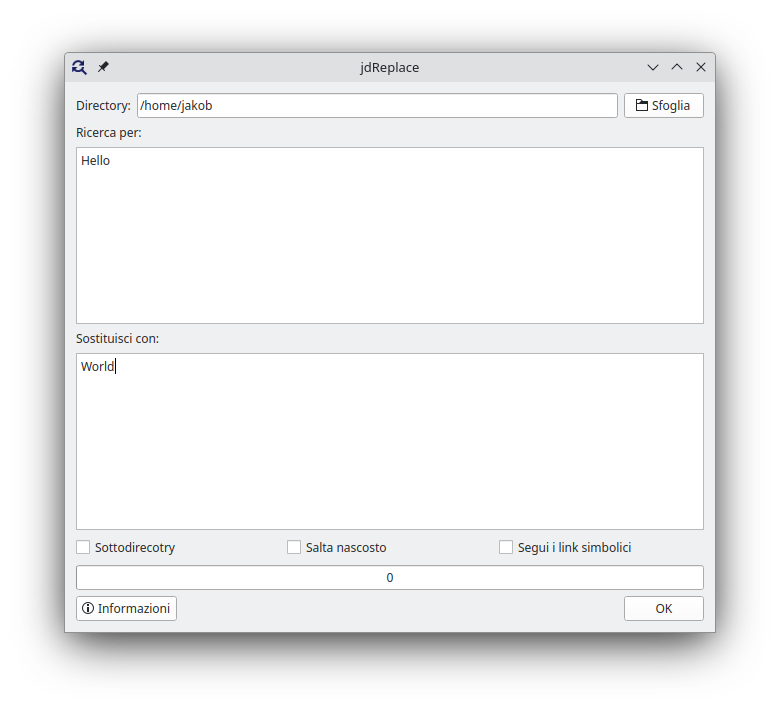 jdReplace
Directory: /home/jakob Sfoglia
Ricerca per:
Hello
Sostituisci con:
World
Sottodirecotry Salta nascosto Segui i link simbolici
0
Informazioni OK